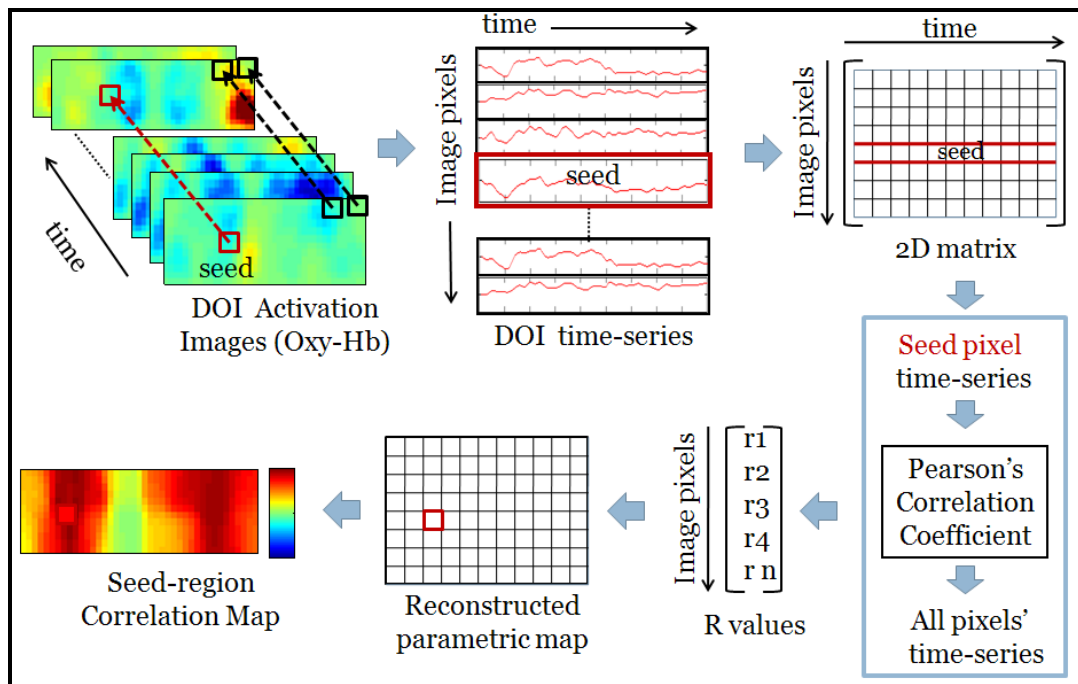 time
seed
DOI Activation
Images (Oxy-Hb)
time
Image pixels
seed
DOI time-series
time
Image pixels
seed
2D matrix
Seed pixel
time-series
Pearson's
Correlation
Coefficient
All pixels'
time-series
Image pixels
r1
r2
r3
r4
r n
R values
Reconstructed
parametric map
Seed-region
Correlation Map